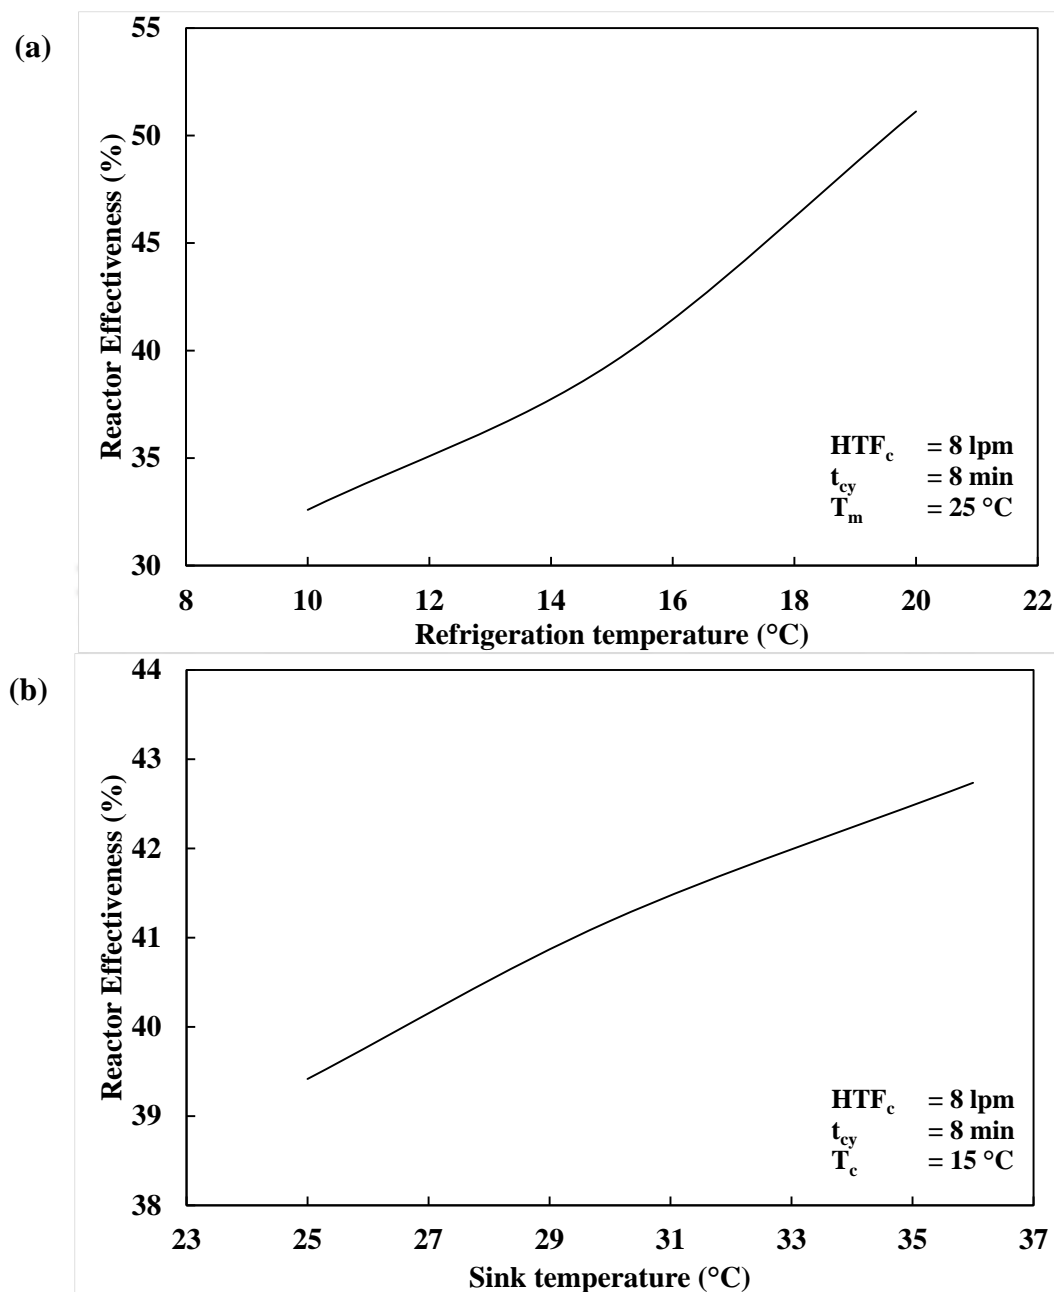 (a)
55
50
45
40
35
30
Reactor Effectiveness (%)
HTFc = 8 lpm
tcy = 8 min
Tm = 25 °C
8 10 12 14 16 18 20 22
Refrigeration temperature (°C)
(b)
44
43
42
41
40
39
38
Reactor Effectiveness (%)
HTFc = 8 lpm
tcy = 8 min
Tc = 15 °C
23 25 27 29 31 33 35 37
Sink temperature (°C)